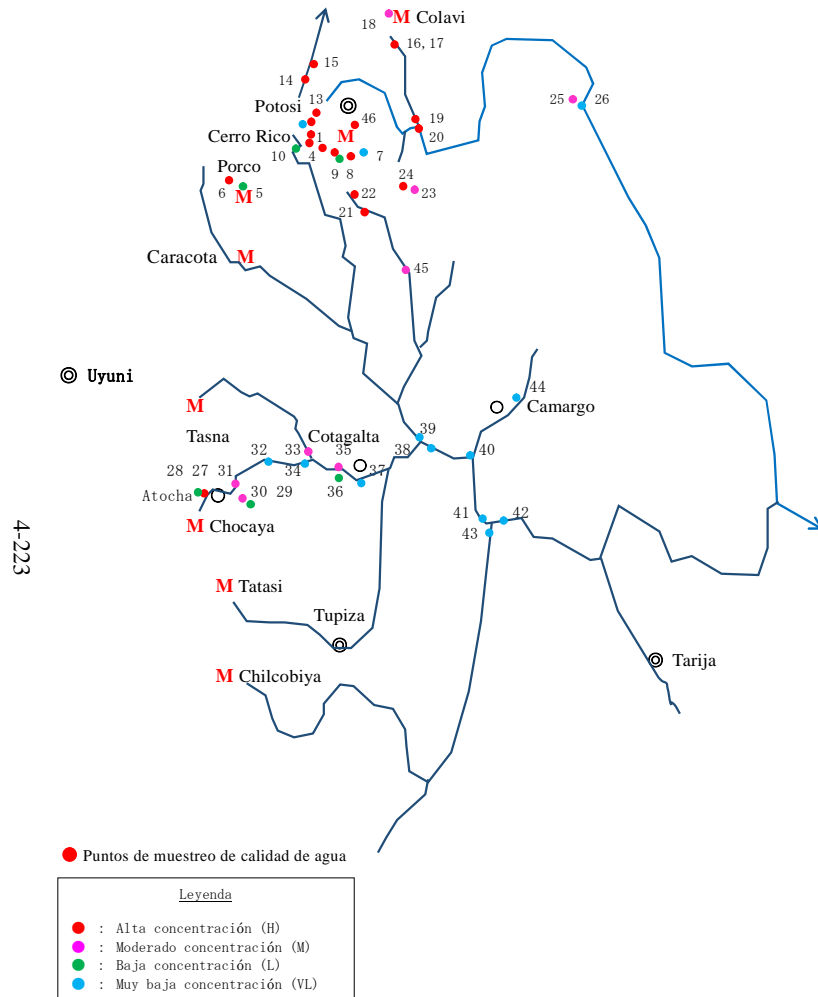 18 M Colavi
16, 17
15
14
Potosi 13
46
25 26
19
20
Cerro Rico 1 M
10 4 9 8 7
Porco
6 M 5
24
23
22
21
Caracota M
45
Uyuni
M
44
Camargo
Tasna Cotagalta 39
32 33 35 38 40
34 37
28 27 31
36
Atocha 30 29
M Chocaya
41 42
43
4-223
M Tatasi
Tupiza
Tarija
M Chilcobiya
Puntos de muestreo de calidad de agua
Leyenda
: Alta concentración (H)
: Moderado concentración (M)
: Baja concentración (L)
: Muy baja concentración (VL)